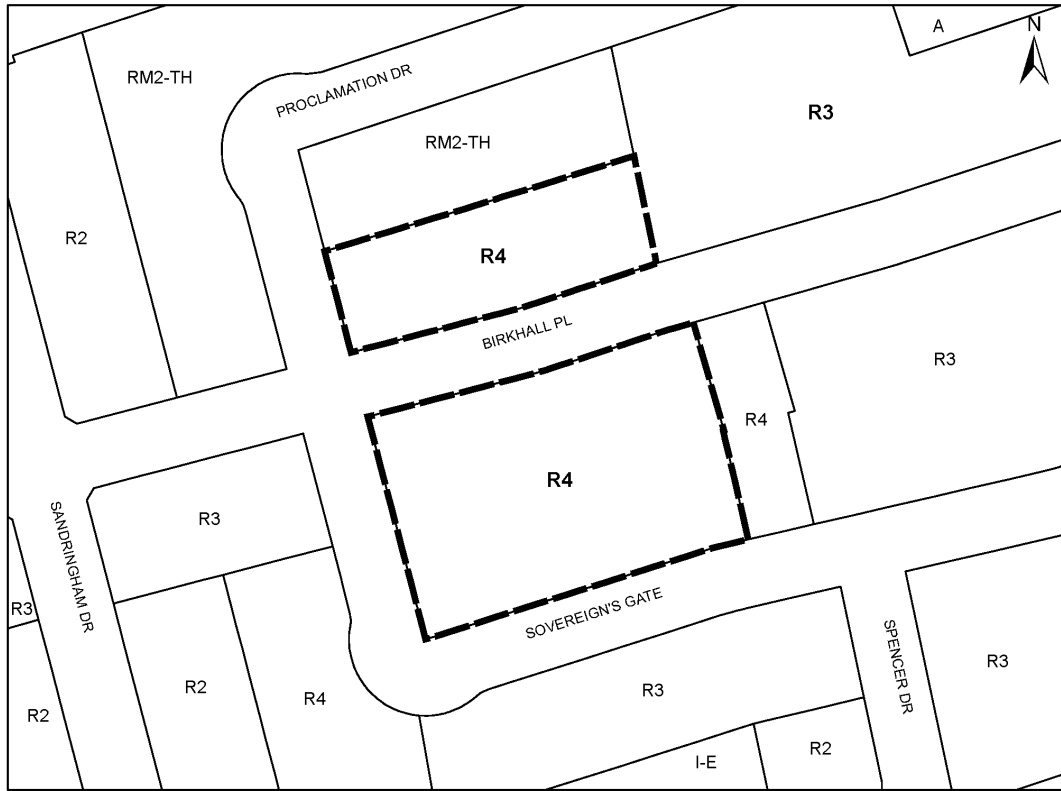 A
N
RM2-TH
PROCLAMATION DR
R3
RM2-TH
R2
R4
BIRKHALL PL
R3
R4
R4
R3
SANDRINGHAM DR
R3
SOVEREIGN'S GATE
SPENCER DR
R3
R2
R4
R3
R2
I-E
R2